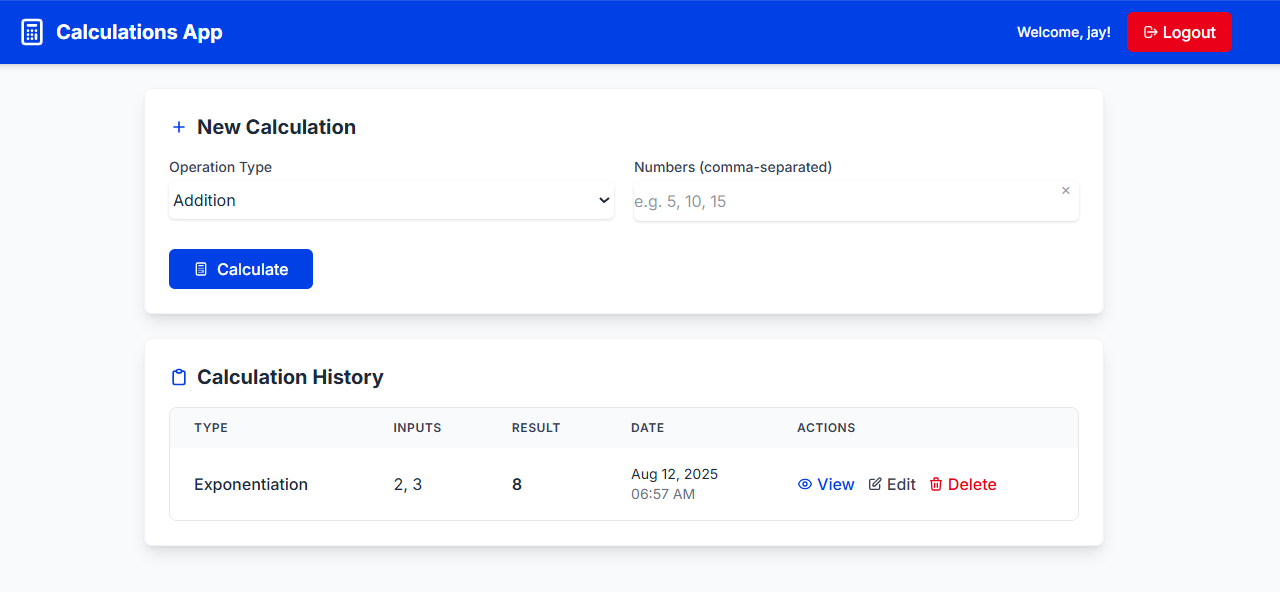 Calculations App
Welcome, jay!
Logout
New Calculation
Operation Type
Numbers (comma-separated)
Addition
e.g. 5, 10, 15
Calculate
Calculation History
TYPE INPUTS RESULT DATE ACTIONS
Exponentiation 2, 3 8 Aug 12, 2025 View Edit Delete
06:57 AM